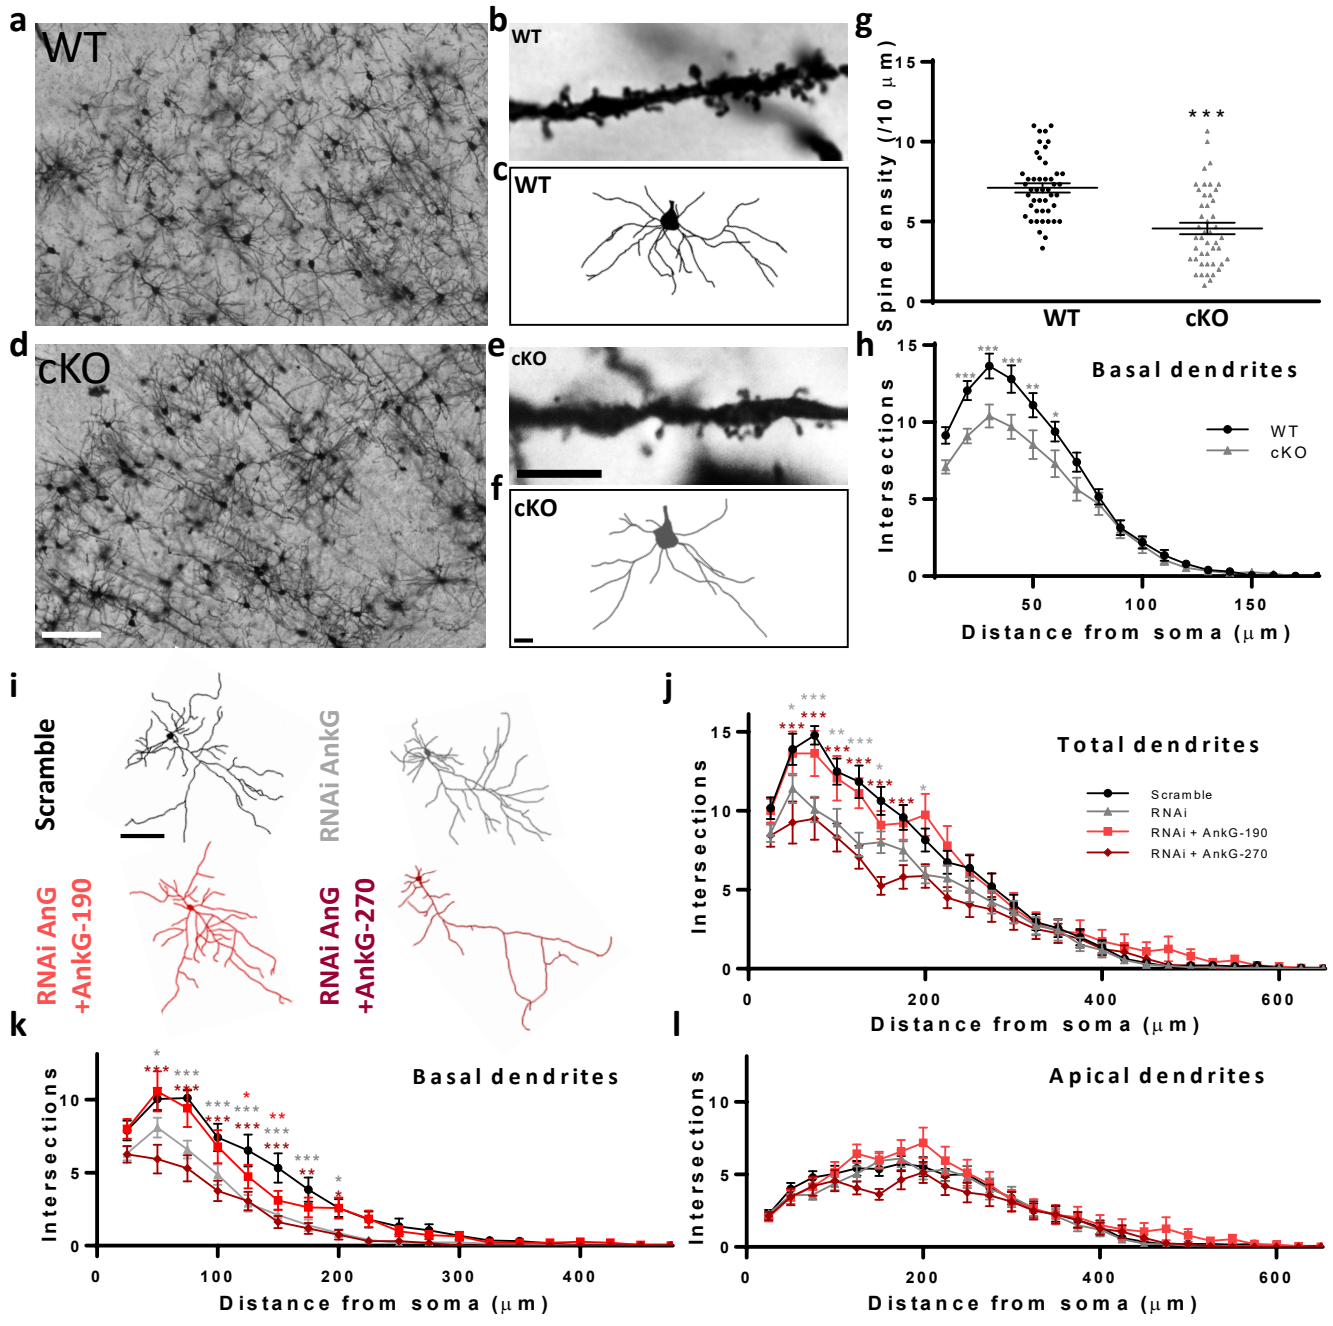 a
WT
b
WT
c
WT
g
Spine density (/10 μm)
15
10
5
0
***
WT
cKO
d
cKO
e
cKO
f
cKO
h
Basal dendrites
Intersections
15
10
5
0
***
***
***
**
*
WT
cKO
50
100
150
Distance from soma (μm)
i
Scramble
RNAi AnkG
RNAi AnG
+AnkG-190
RNAi AnG
+AnkG-270
j
Total dendrites
Intersections
15
10
5
0
*
***
***
***
**
***
***
***
*
***
***
*
Scramble
RNAi
RNAi + AnkG-190
RNAi + AnkG-270
0
200
400
600
Distance from soma (μm)
k
Basal dendrites
Intersections
10
5
0
*
***
***
***
***
***
*
***
***
**
***
***
***
**
*
*
0
100
200
300
400
Distance from soma (μm)
l
Apical dendrites
Intersections
10
5
0
0
200
400
600
Distance from soma (μm)